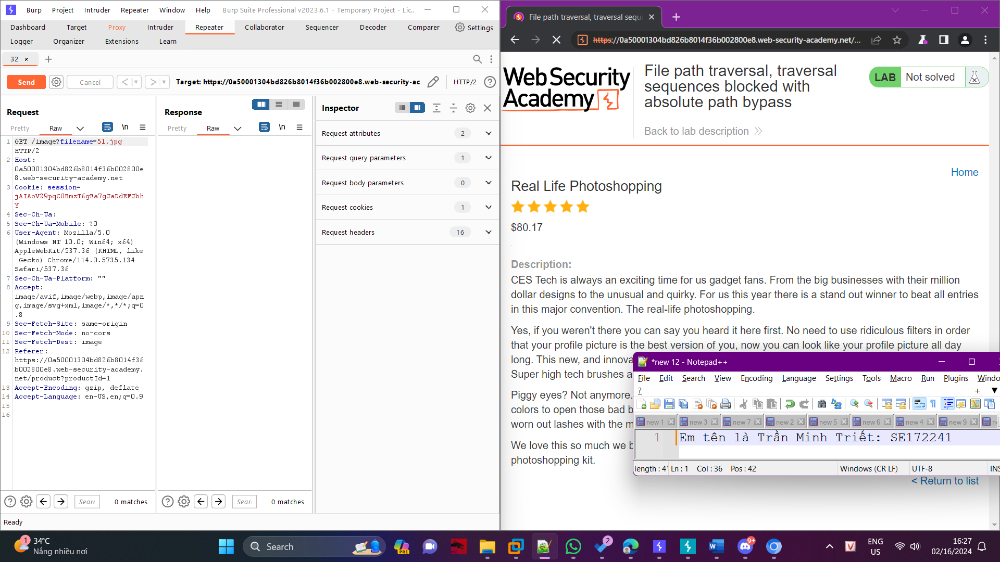 Burp Project Intruder Repeater Window Help Burp Suite Professional v2023.6.1 - Temporary Project - Lic..
Dashboard Target Proxy Intruder Repeater Collaborator Sequencer Decoder Comparer Settings
Logger Organizer Extensions Learn
32 ×
Send Cancel < > Target: https://0a50001304bd826b8014f36b002800e8.web-security-ac HTTP/2
Request
Pretty Raw \n
1 GET /image?filename=51.jpg
HTTP/2
2 Host:
0a50001304bd826b8014f36b002800e
8.web-security-academy.net
3 Cookie: session=
jAIAoV29pqCOBmzT6gEa7gJaDdEFJbh
Y
4 Sec-Ch-Ua:
5 Sec-Ch-Ua-Mobile: ?0
6 User-Agent: Mozilla/5.0
(Windows NT 10.0; Win64; x64)
AppleWebKit/537.36 (KHTML, like
Gecko) Chrome/114.0.5735.134
Safari/537.36
7 Sec-Ch-Ua-Platform: ""
8 Accept:
image/avif,image/webp,image/apn
g,image/svg+xml,image/*,*/*;q=0
.8
9 Sec-Fetch-Site: same-origin
10 Sec-Fetch-Mode: no-cors
11 Sec-Fetch-Dest: image
12 Referer:
https://0a50001304bd826b8014f36
b002800e8.web-security-academy.
net/product?productId=1
13 Accept-Encoding: gzip, deflate
14 Accept-Language: en-US,en;q=0.9
15
16
0 matches
Response
Pretty Raw \n
0 matches
Inspector
Request attributes 2
Request query parameters 1
Request body parameters 0
Request cookies 1
Request headers 16
Ready
File path traversal, traversal sequ
https://0a50001304bd826b8014f36b002800e8.web-security-academy.net/...
Web Security
Academy
File path traversal, traversal
sequences blocked with
absolute path bypass
LAB Not solved
Back to lab description
Home
Real Life Photoshopping
$80.17
Description:
CES Tech is always an exciting time for us gadget fans. From the big businesses with their million
dollar designs to the unusual and quirky. For us this year there is a stand out winner to beat all entries
in this major convention. The real-life photoshopping.
Yes, if you weren't there you can say you heard it here first. No need to use ridiculous filters in order
that your profile picture is the best version of you, now you can look like your profile picture all day
long. This new, and innova
Super high tech brushes a
Piggy eyes? Not anymore.
colors to open those bad b
worn out lashes with the m
We love this so much we b
photoshopping kit.
< Return to list
*new 12 - Notepad++
File Edit Search View Encoding Language Settings Tools Macro Run Plugins Windo
?
new 1 new 3 new 7 new 2 new 5 new 6 new 4 new 9
1 Em tên là Trần Minh Triết: SE172241
length : 41 Ln : 1 Col : 36 Pos : 42 Windows (CR LF) UTF-8 INS
1 34°C
Nắng nhiều nơi
Search
PRE
2
9+
V
ENG
US
16:27
02/16/2024